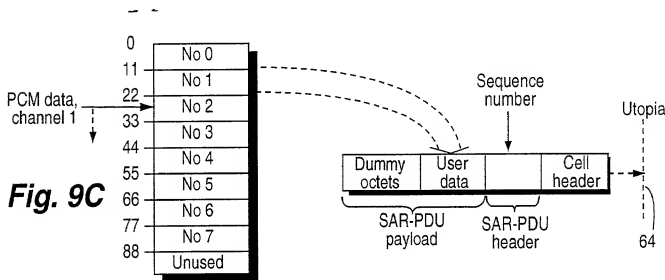 0
No 0
11
No 1
22
PCM data,
channel 1
No 2
33
No 3
44
No 4
55
No 5
66
No 6
77
No 7
88
Unused
Fig. 9C
Sequence
number
Utopia
Dummy
octets
User
data
Cell
header
SAR-PDU
payload
SAR-PDU
header
64